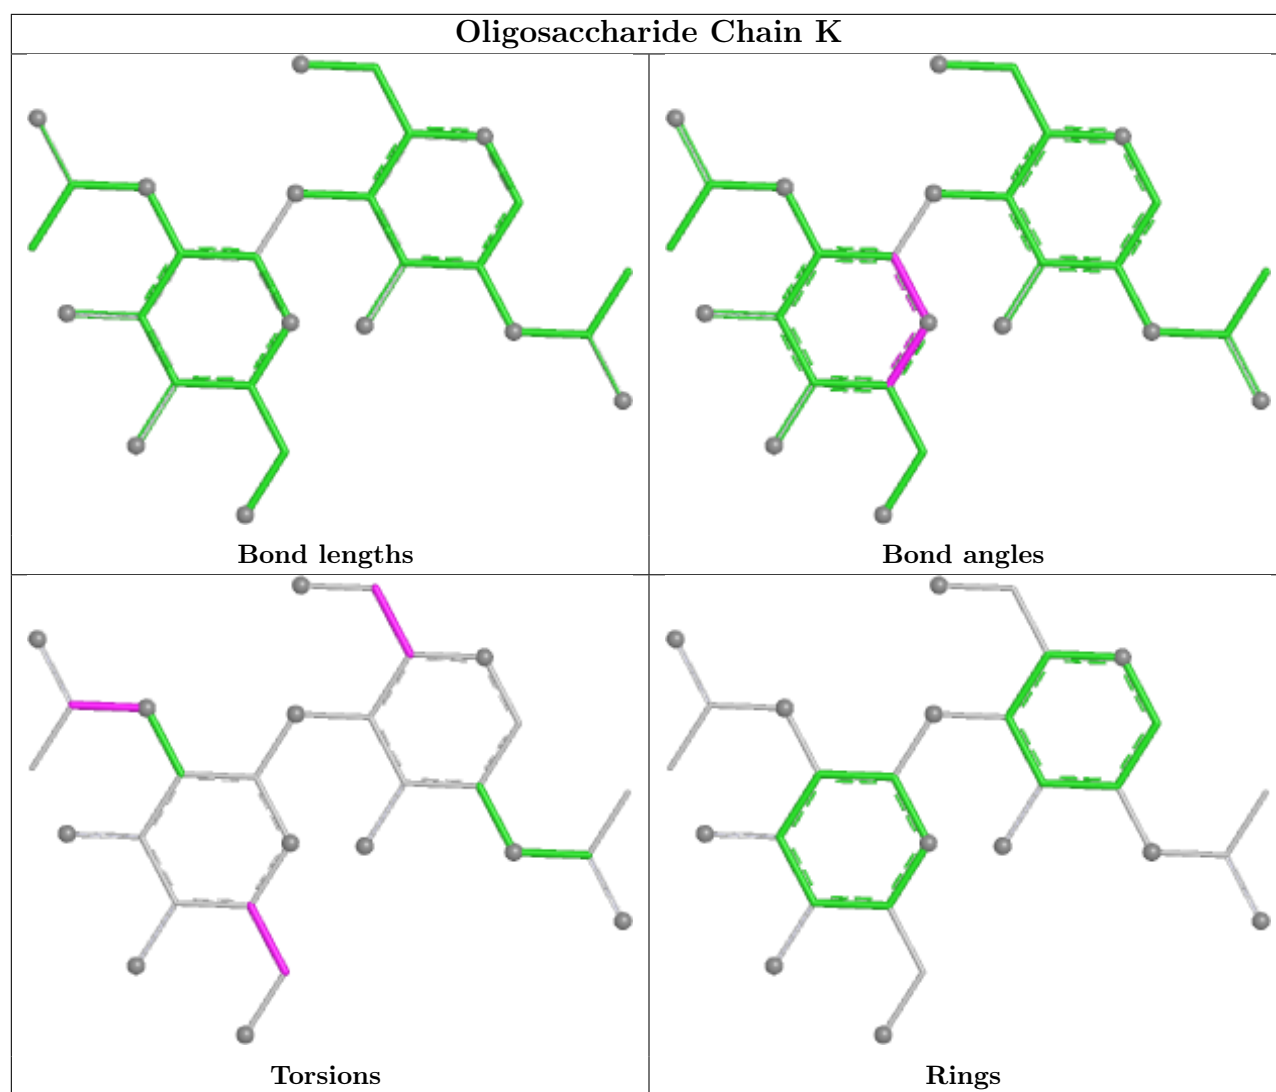 Oligosaccharide Chain K
Bond lengths
Bond angles
Torsions
Rings